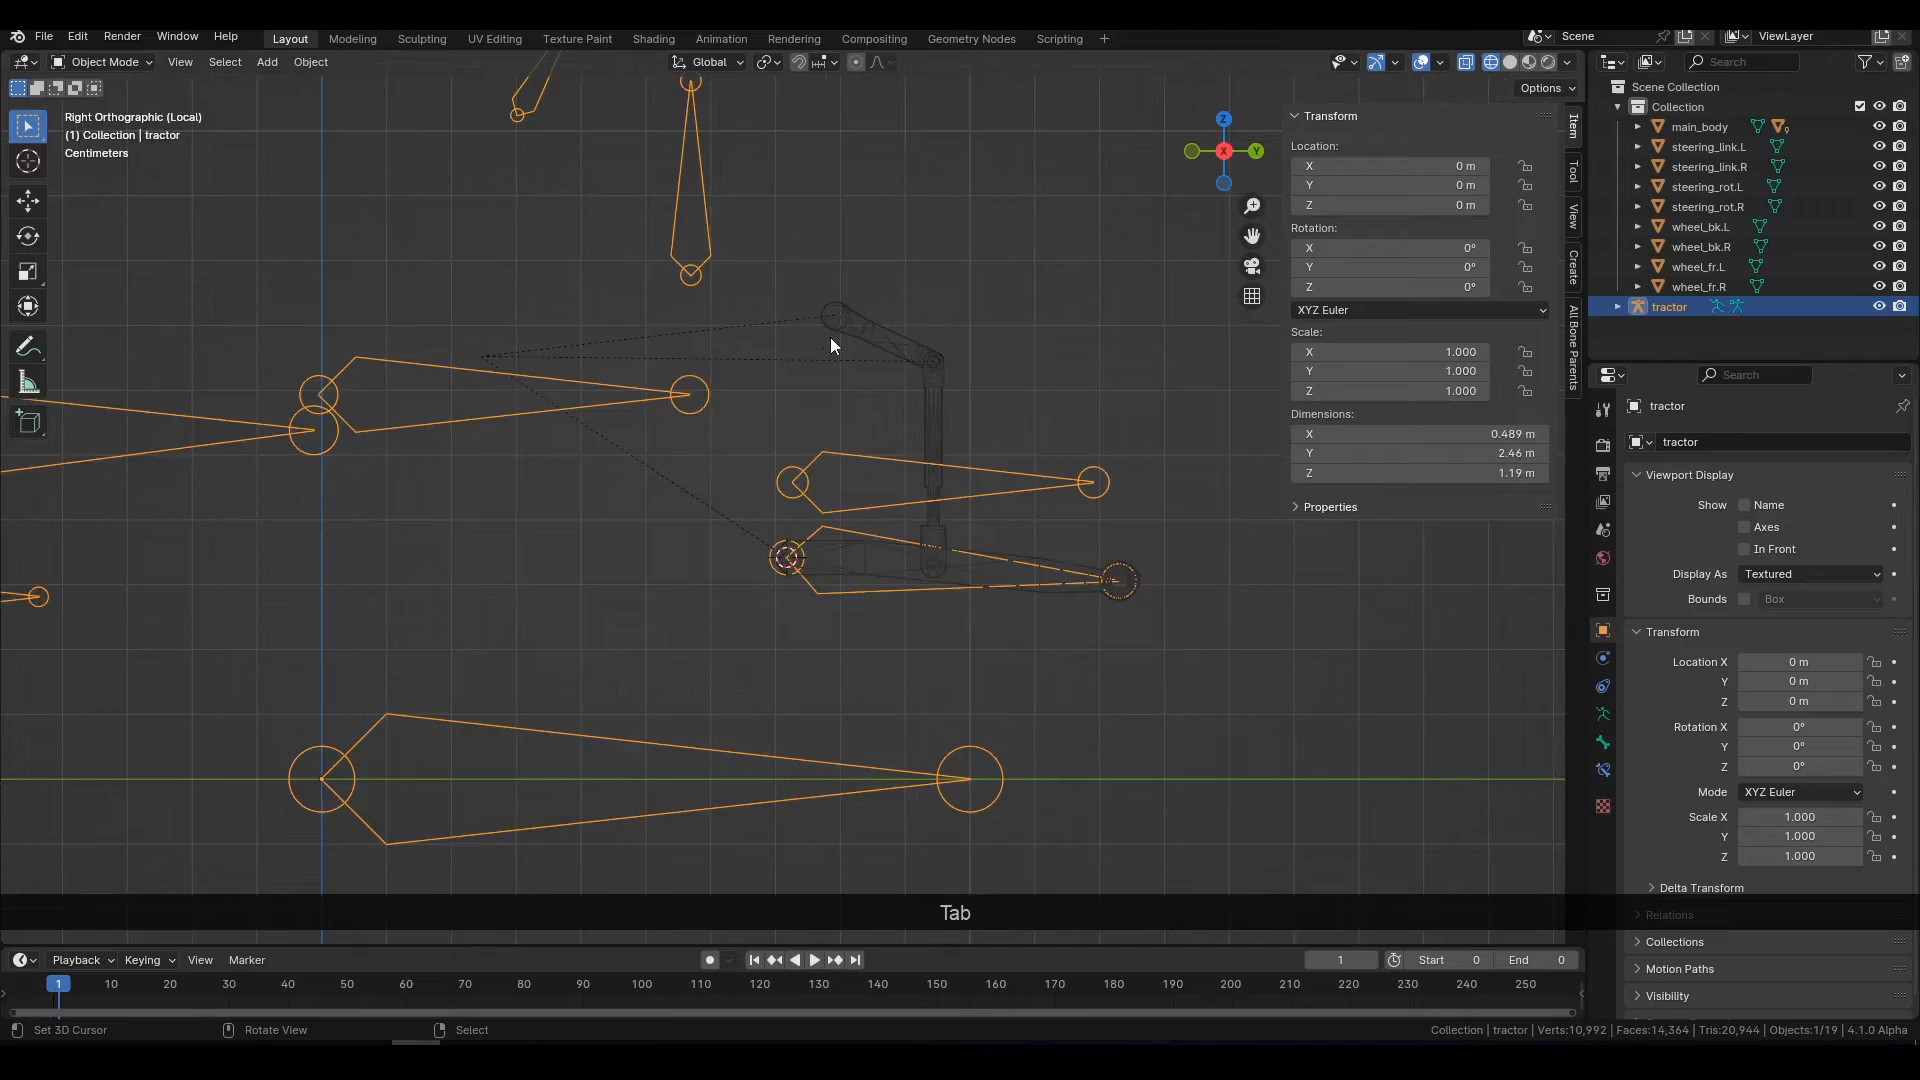 File Edit Render Window Help Layout Modeling Sculpting UV Editing Texture Paint Shading Animation Rendering Compositing Geometry Nodes Scripting + Scene ViewLayer
Object Mode View Select Add Object Global Search
Options
Right Orthographic (Local)
(1) Collection | tractor
Centimeters
Z
X
Y
Transform
Location:
X 0 m
Y 0 m
Z 0 m
Rotation:
X 0°
Y 0°
Z 0°
XYZ Euler
Scale:
X 1.000
Y 1.000
Z 1.000
Dimensions:
X 0.489 m
Y 2.46 m
Z 1.19 m
Properties
Item
Tool
View
Create
All Bone Parents
Scene Collection
Collection
main_body 9
steering_link.L
steering_link.R
steering_rot.L
steering_rot.R
wheel_bk.L
wheel_bk.R
wheel_fr.L
wheel_fr.R
tractor
Search
tractor
tractor
Viewport Display
Show Name
Axes
In Front
Display As Textured
Bounds Box
Transform
Location X 0 m
Y 0 m
Z 0 m
Rotation X 0°
Y 0°
Z 0°
Mode XYZ Euler
Scale X 1.000
Y 1.000
Z 1.000
Delta Transform
Relations
Collections
Motion Paths
Visibility
Tab
Playback Keying View Marker 1 Start 0 End 0
1 10 20 30 40 50 60 70 80 90 100 110 120 130 140 150 160 170 180 190 200 210 220 230 240 250
Set 3D Cursor Rotate View Select Collection | tractor | Verts:10,992 | Faces:14,364 | Tris:20,944 | Objects:1/19 | 4.1.0 Alpha